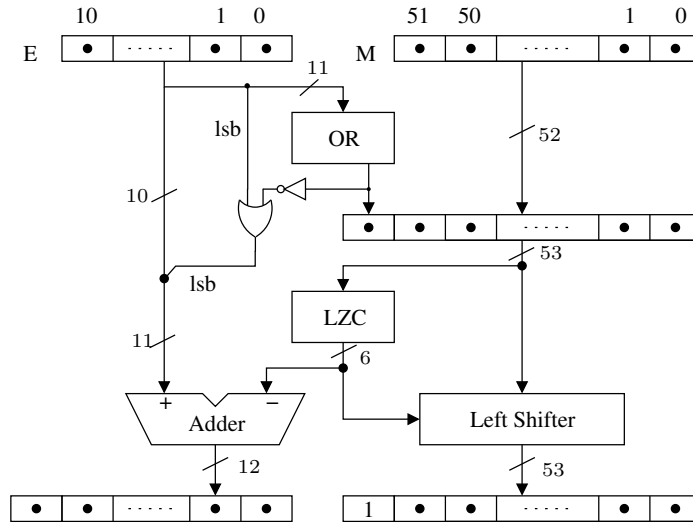 10 1 0 51 50 1 0
E M
11
lsb OR 52
10
53
lsb
LZC
11 6
+ −
Adder Left Shifter
12 53
1